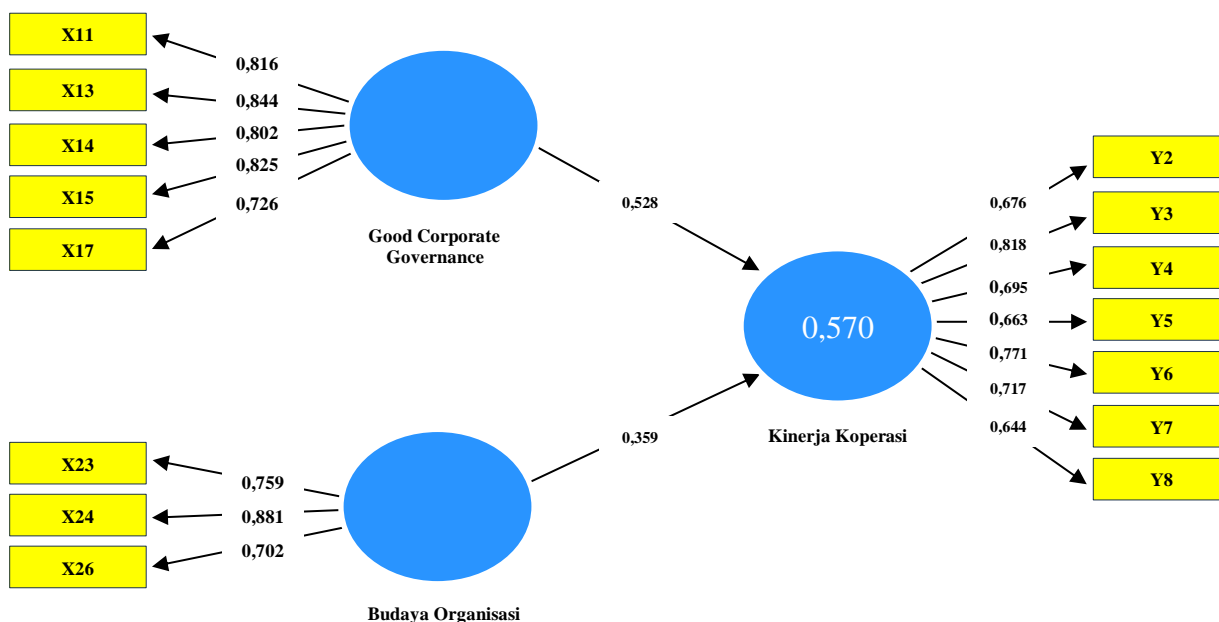 X11
X13
X14
X15
X17
0,816
0,844
0,802
0,825
0,726
Good Corporate
Governance
0,528
X23
X24
X26
0,759
0,881
0,702
Budaya Organisasi
0,359
0,570
Kinerja Koperasi
0,676
0,818
0,695
0,663
0,771
0,717
0,644
Y2
Y3
Y4
Y5
Y6
Y7
Y8